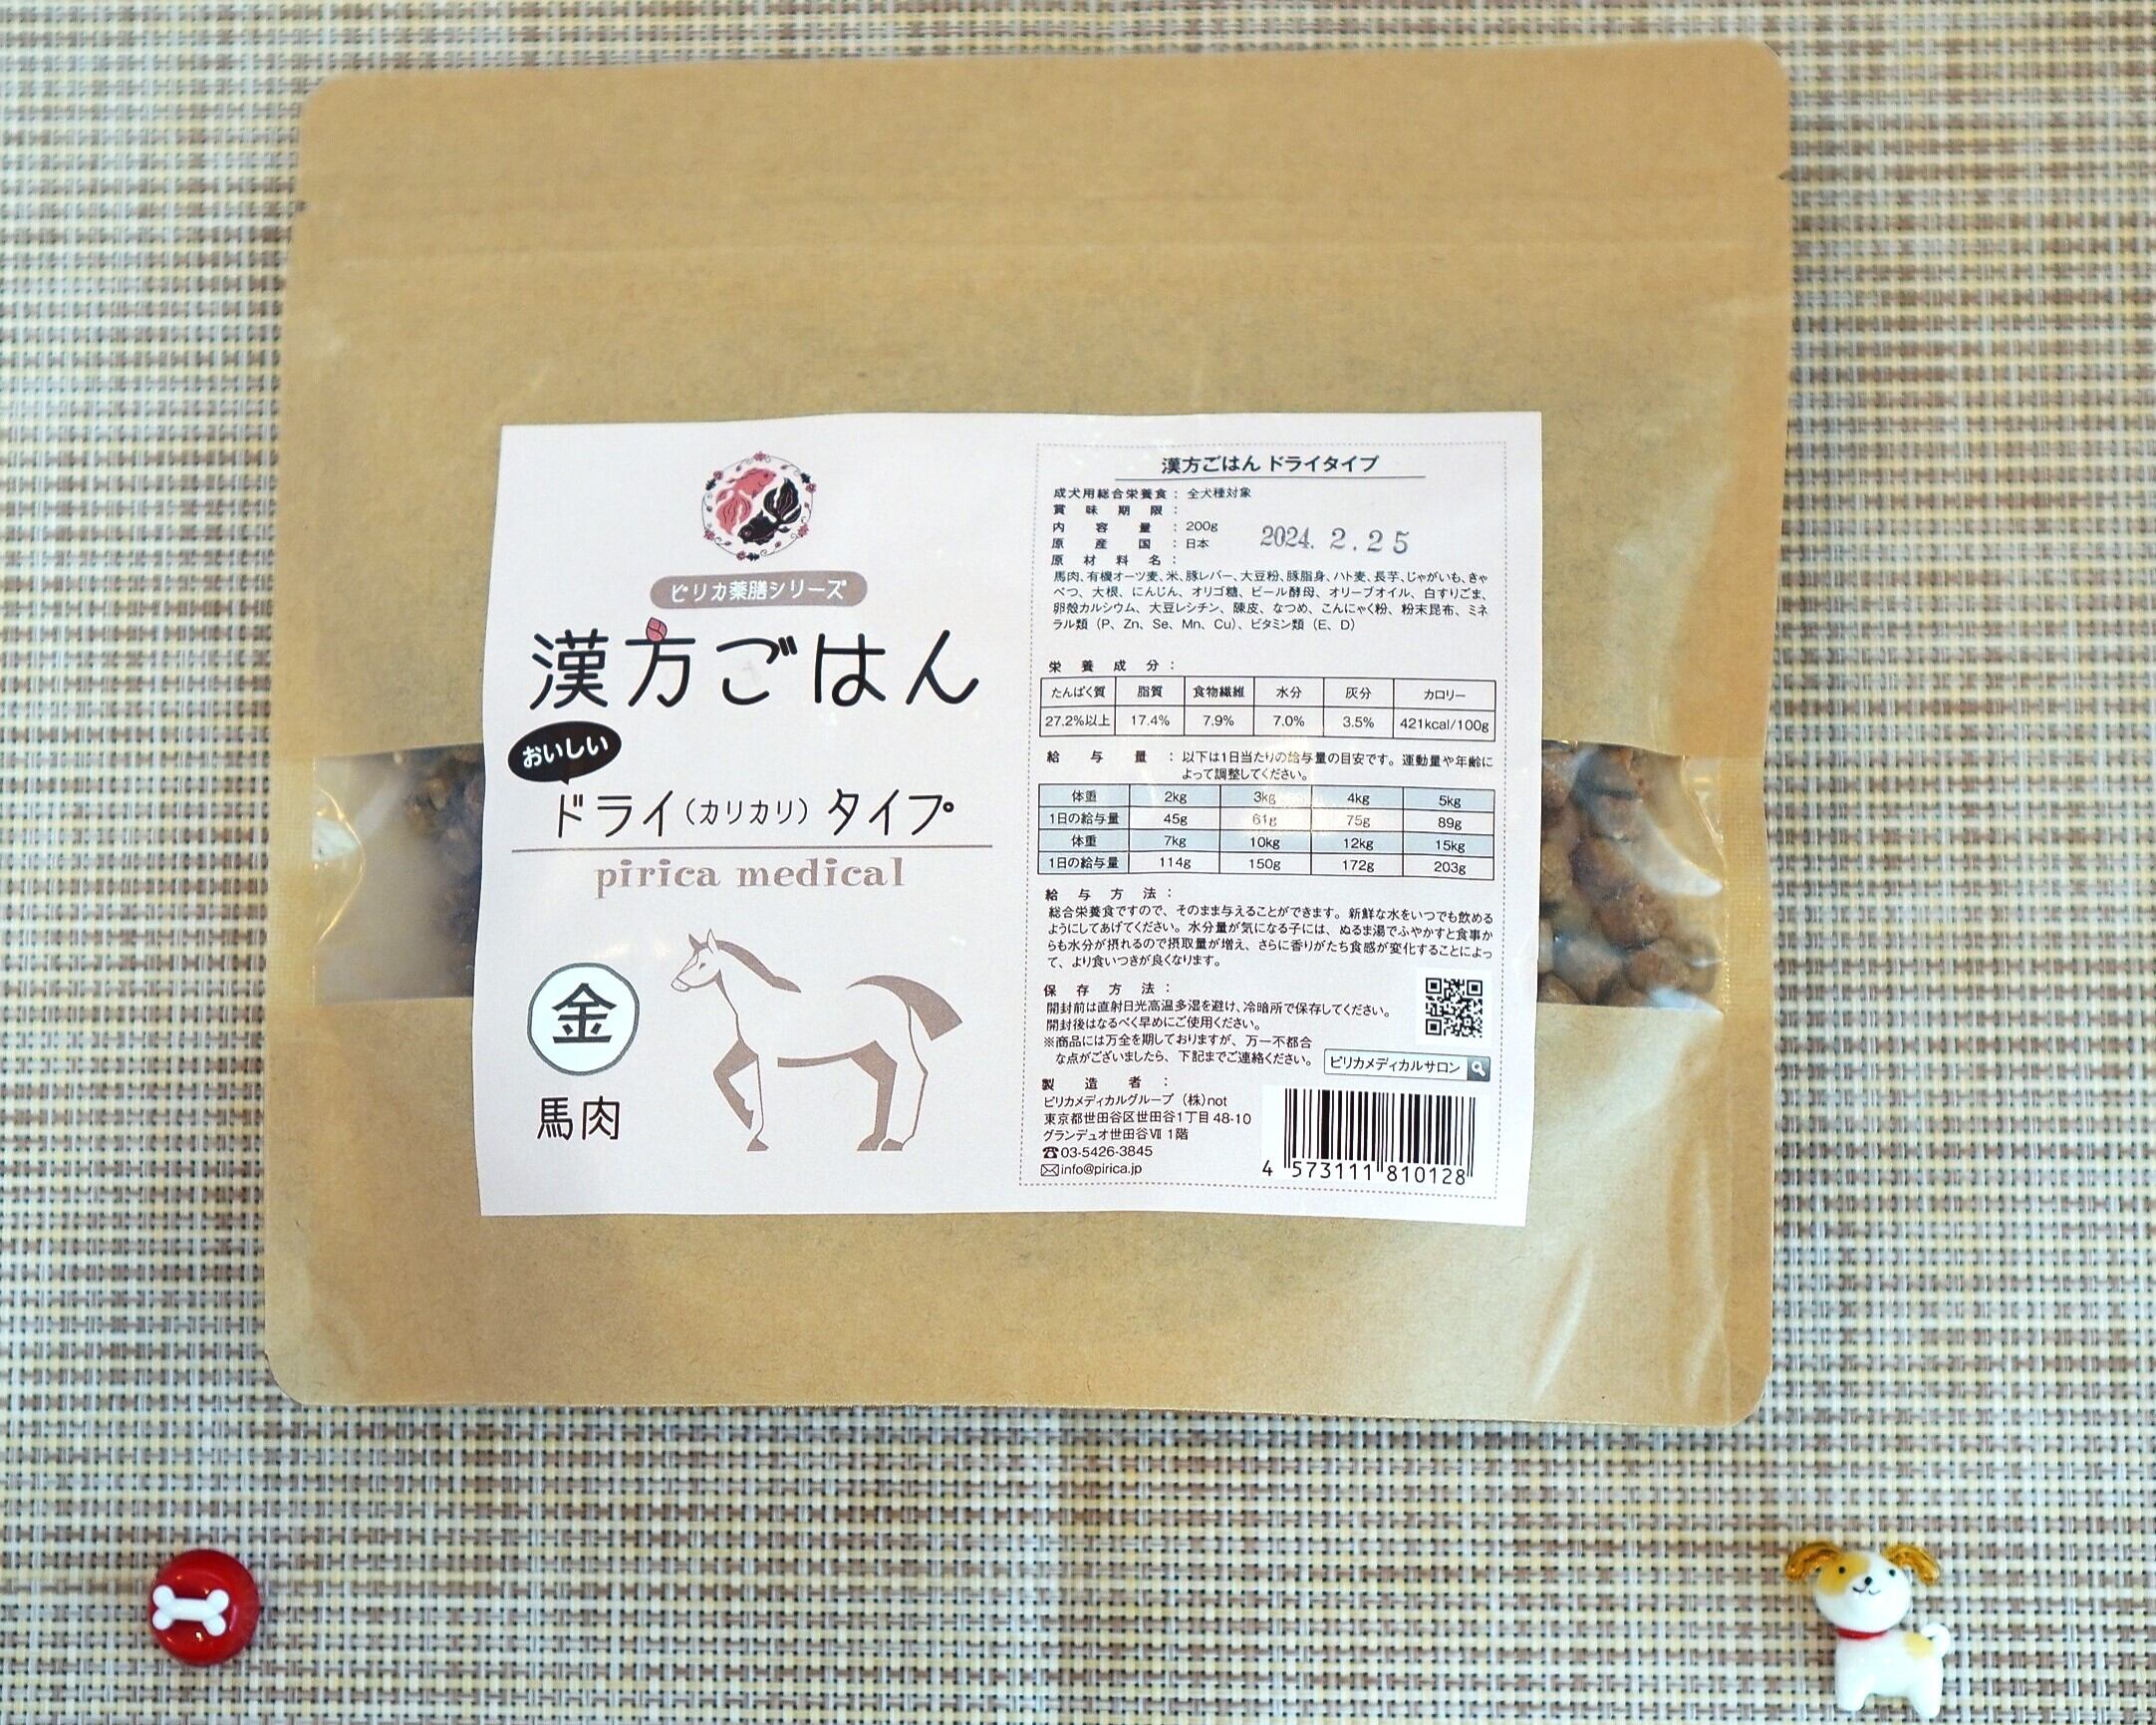 ピリカ薬膳シリーズ
漢方ごはん
おいしい
ドライ（カリカリ）タイプ
pirica medical
金
馬肉
漢方ごはん ドライタイプ
成犬用総合栄養食：全犬種対象
賞味期限：
内容量：200g
原産国：日本
2024.2.25
原材料名：
馬肉、有機オーツ麦、米、豚レバー、大豆粉、豚脂身、ハト麦、長芋、じゃがいも、きゃ
べつ、大根、にんじん、オリゴ糖、ビール酵母、オリーブオイル、白すりごま、
卵殻カルシウム、大豆レシチン、陳皮、なつめ、こんにゃく粉、粉末昆布、ミネ
ラル類（P、Zn、Se、Mn、Cu）、ビタミン類（E、D）
栄養成分：
たんぱく質 脂質 食物繊維 水分 灰分 カロリー
27.2%以上 17.4% 7.9% 7.0% 3.5% 421kcal/100g
給与量：以下は1日当たりの給与量の目安です。運動量や年齢に
よって調整してください。
体重 2kg 3kg 4kg 5kg
1日の給与量 45g 61g 75g 89g
体重 7kg 10kg 12kg 15kg
1日の給与量 114g 150g 172g 203g
給与方法：
総合栄養食ですので、そのまま与えることができます。新鮮な水をいつでも飲める
ようにしてあげてください。水分量が気になる子には、ぬるま湯でふやかすと食事か
らも水分が摂れるので摂取量が増え、さらに香りがたち食感が変化することによっ
て、より食いつきが良くなります。
保存方法：
開封前は直射日光高温多湿を避け、冷暗所で保存してください。
開封後はなるべく早めにご使用ください。
※商品には万全を期しておりますが、万一不都合
な点がございましたら、下記までご連絡ください。
ピリカメディカルサロン
製造者：
ピリカメディカルグループ（株）not
東京都世田谷区世田谷1丁目48-10
グランデュオ世田谷Ⅶ 1階
☎03-5426-3845
✉info@pirica.jp
4 573111 810128